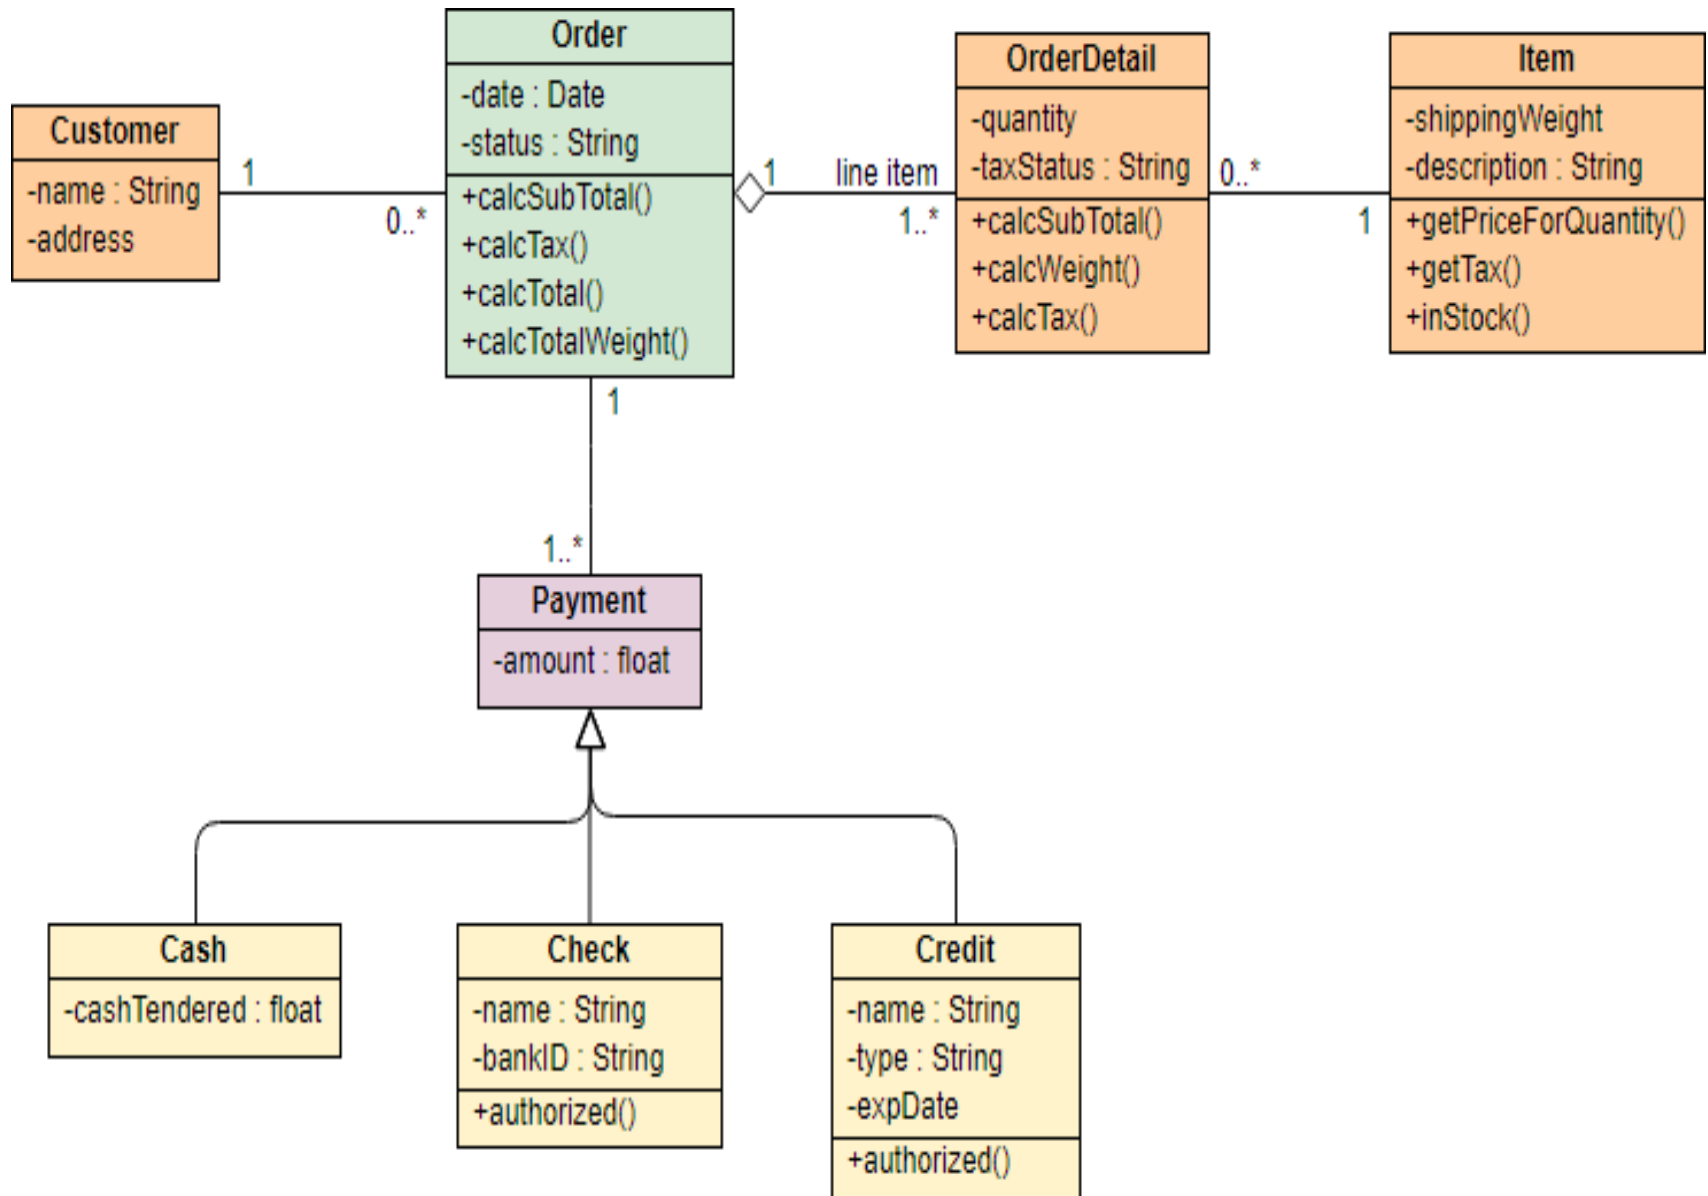 Order
-date : Date
-status : String
+calcSubTotal()
+calcTax()
+calcTotal()
+calcTotalWeight()
Customer
-name : String
-address
1
0..*
1
line item
1..*
OrderDetail
-quantity
-taxStatus : String
+calcSubTotal()
+calcWeight()
+calcTax()
0..*
1
Item
-shippingWeight
-description : String
+getPriceForQuantity()
+getTax()
+inStock()
1
1..*
Payment
-amount : float
Cash
-cashTendered : float
Check
-name : String
-bankID : String
+authorized()
Credit
-name : String
-type : String
-expDate
+authorized()